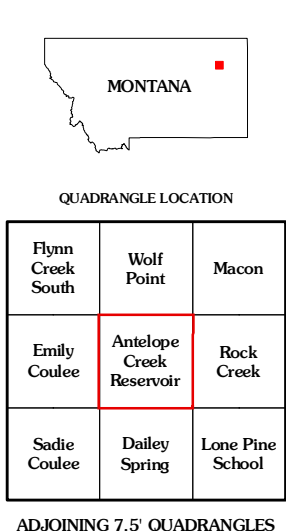 MONTANA
QUADRANGLE LOCATION
Flynn
Creek
South
Wolf
Point
Macon
Emily
Coulee
Antelope
Creek
Reservoir
Rock
Creek
Sadie
Coulee
Dailey
Spring
Lone Pine
School
ADJOINING 7.5' QUADRANGLES